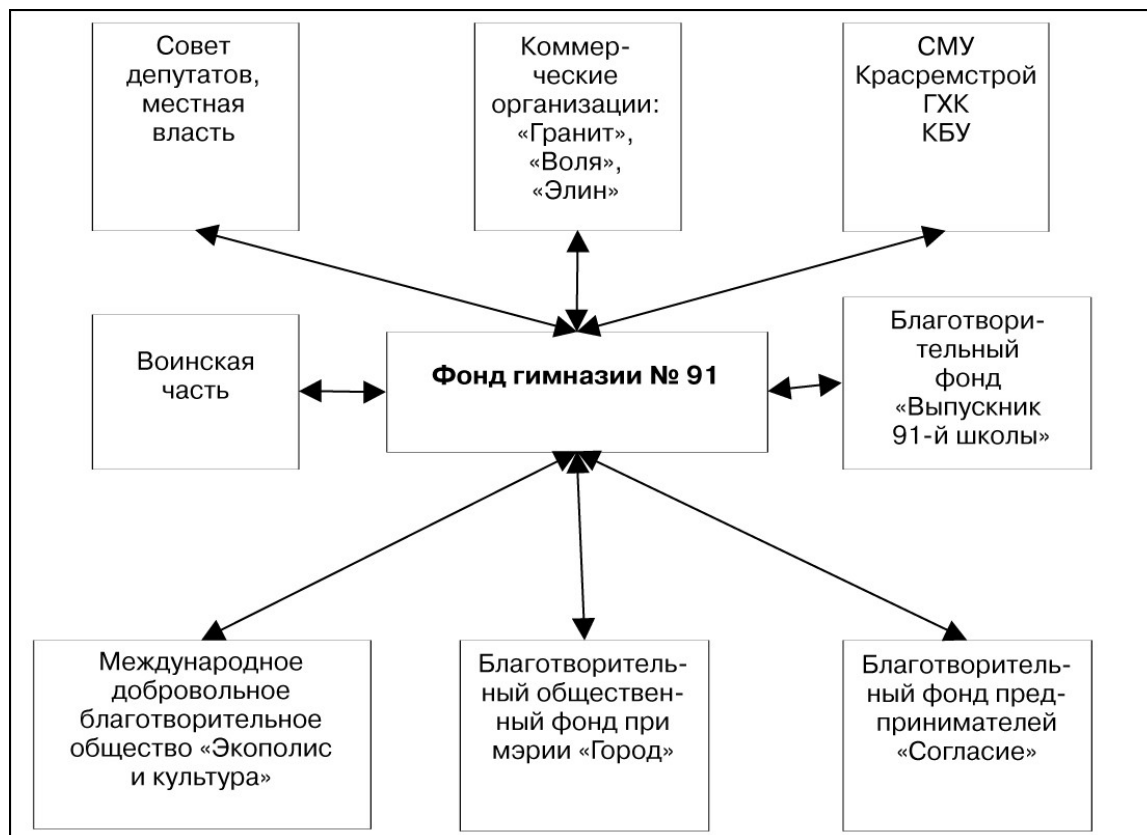 Совет
депутатов,
местная
власть
Коммер-
ческие
организации:
«Гранит»,
«Воля»,
«Элин»
СМУ
Красремстрой
ГХК
КБУ
Воинская
часть
Фонд гимназии № 91
Благотвори-
тельный
фонд
«Выпускник
91-й школы»
Международное
добровольное
благотворительное
общество «Экополис
и культура»
Благотворитель-
ный обществен-
ный фонд при
мэрии «Город»
Благотворитель-
ный фонд пред-
принимателей
«Согласие»